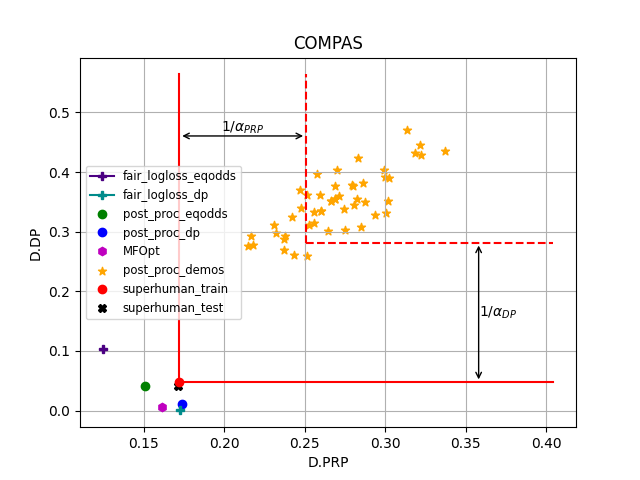 COMPAS
0.5
0.4
0.3
0.2
0.1
0.0
D.DP
1/α_PRP
1/α_DP
fair_logloss_eqodds
fair_logloss_dp
post_proc_eqodds
post_proc_dp
MFOpt
post_proc_demos
superhuman_train
superhuman_test
0.15 0.20 0.25 0.30 0.35 0.40
D.PRP